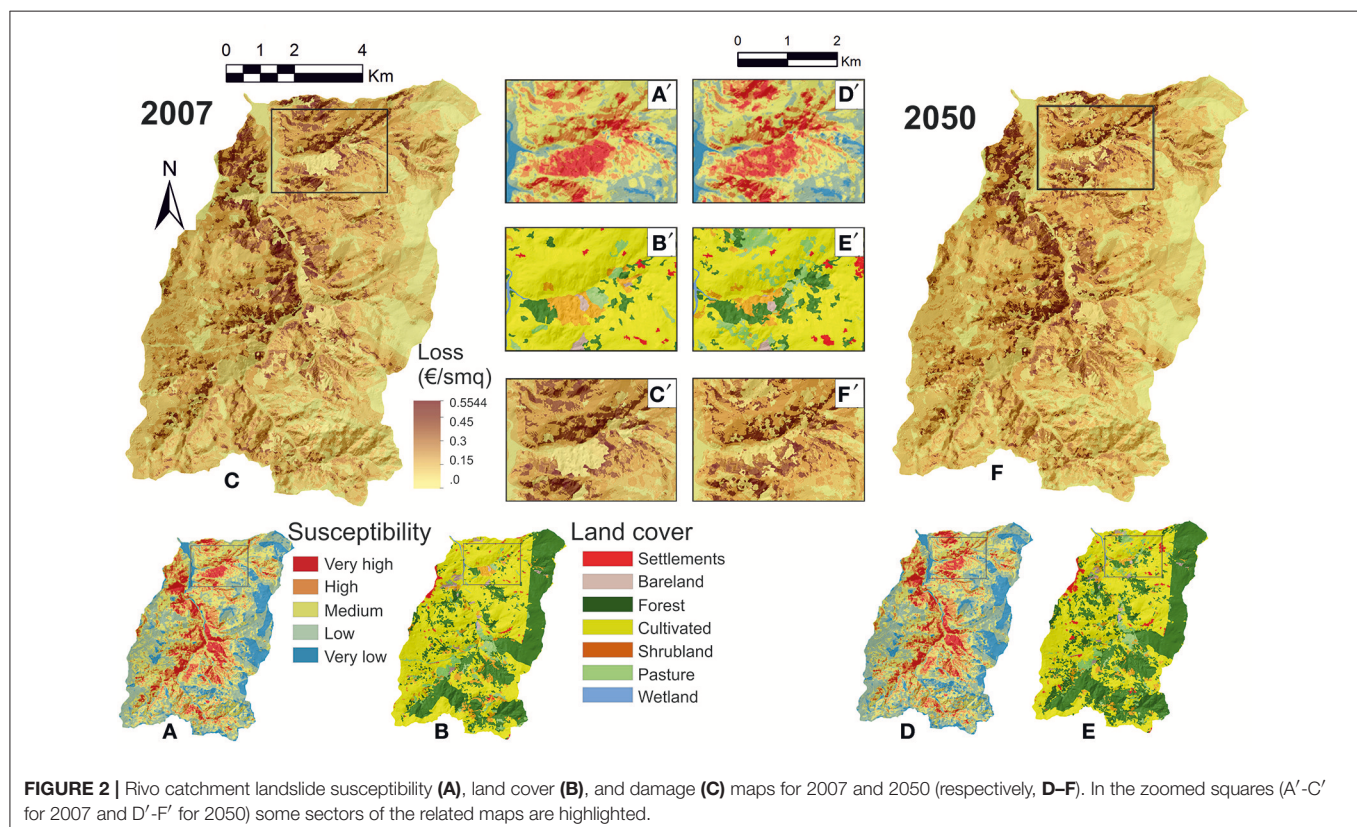 0 1 2 4
Km
0 1 2
Km
2007
2050
N
A′
D′
B′
E′
C′
F′
Loss
(€/smq)
0.5544
0.45
0.3
0.15
.0
C
F
Susceptibility
Very high
High
Medium
Low
Very low
Land cover
Settlements
Bareland
Forest
Cultivated
Shrubland
Pasture
Wetland
A
B
D
E
FIGURE 2 | Rivo catchment landslide susceptibility (A), land cover (B), and damage (C) maps for 2007 and 2050 (respectively, D–F). In the zoomed squares (A′-C′
for 2007 and D′-F′ for 2050) some sectors of the related maps are highlighted.